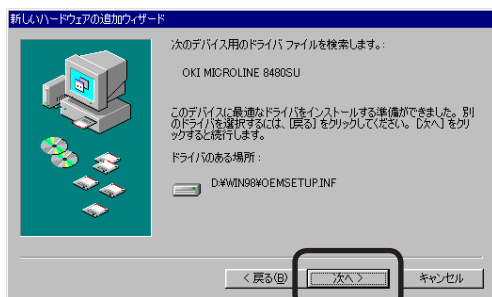 新しいハードウェアの追加ウィザード
次のデバイス用のドライバ ファイルを検索します。:
OKI MICROLINE 8480SU
このデバイスに最適なドライバをインストールする準備ができました。別
のドライバを選択するには、[戻る] をクリックしてください。[次へ] をクリ
ックすると続行します。
ドライバのある場所:
D:¥WIN98¥OEMSETUP.INF
< 戻る(B)
次へ >
キャンセル